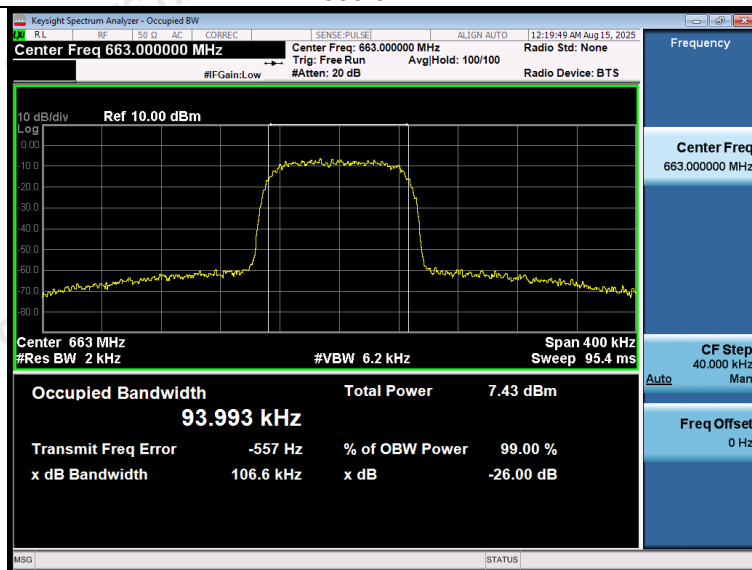 Keysight Spectrum Analyzer - Occupied BW
LXI RL RF 50 Ω AC CORREC SENSE:PULSE ALIGN AUTO 12:19:49 AM Aug 15, 2025
Center Freq 663.000000 MHz
Center Freq: 663.000000 MHz Radio Std: None
Trig: Free Run Avg|Hold: 100/100
#IFGain:Low #Atten: 20 dB Radio Device: BTS
10 dB/div Ref 10.00 dBm
Log
0.00
-10.0
-20.0
-30.0
-40.0
-50.0
-60.0
-70.0
-80.0
Center 663 MHz Span 400 kHz
#Res BW 2 kHz #VBW 6.2 kHz Sweep 95.4 ms
Occupied Bandwidth Total Power 7.43 dBm
93.993 kHz
Transmit Freq Error -557 Hz % of OBW Power 99.00 %
x dB Bandwidth 106.6 kHz x dB -26.00 dB
MSG STATUS
Frequency
Center Freq
663.000000 MHz
CF Step
40.000 kHz
Auto Man
Freq Offset
0 Hz